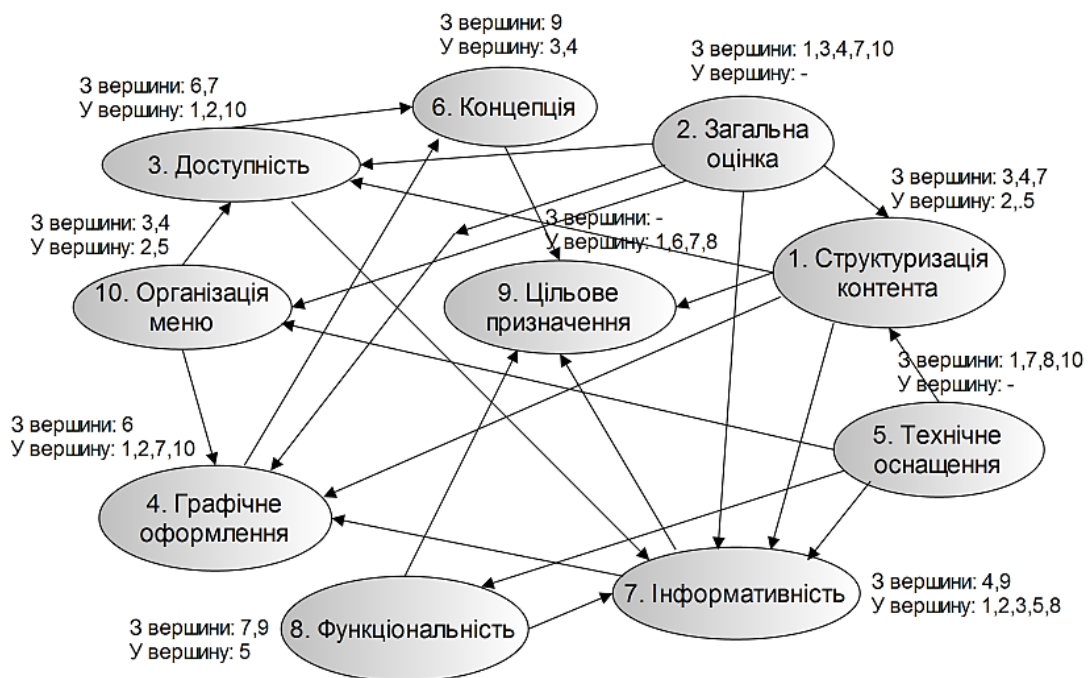 З вершини: 9
У вершину: 3,4
6. Концепція
З вершини: 1,3,4,7,10
У вершину: -
2. Загальна
оцінка
З вершини: 6,7
У вершину: 1,2,10
3. Доступність
З вершини: 3,4,7
У вершину: 2,5
1. Структуризація
контента
З вершини: 3,4
У вершину: 2,5
10. Організація
меню
З вершини: -
У вершину: 1,6,7,8
9. Цільове
призначення
З вершини: 1,7,8,10
У вершину: -
5. Технічне
оснащення
З вершини: 6
У вершину: 1,2,7,10
4. Графічне
оформлення
З вершини: 7,9
У вершину: 5
8. Функціональність
7. Інформативність
З вершини: 4,9
У вершину: 1,2,3,5,8